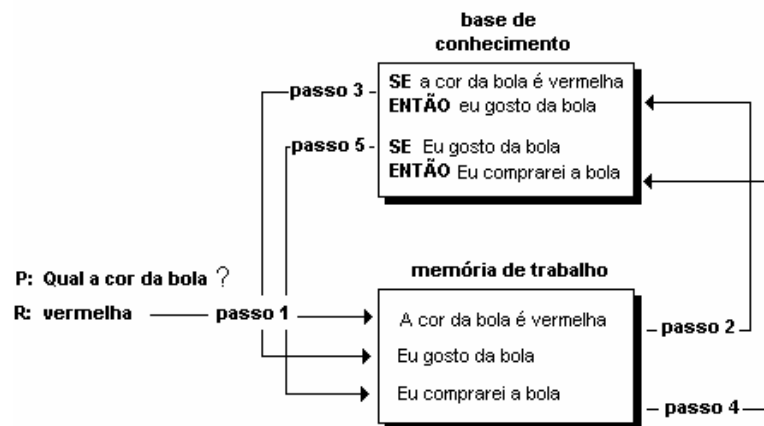 base de
conhecimento
SE a cor da bola é vermelha
ENTÃO eu gosto da bola
SE Eu gosto da bola
ENTÃO Eu comprarei a bola
passo 3
passo 5
P: Qual a cor da bola ?
R: vermelha
passo 1
memória de trabalho
A cor da bola é vermelha
Eu gosto da bola
Eu comprarei a bola
passo 2
passo 4